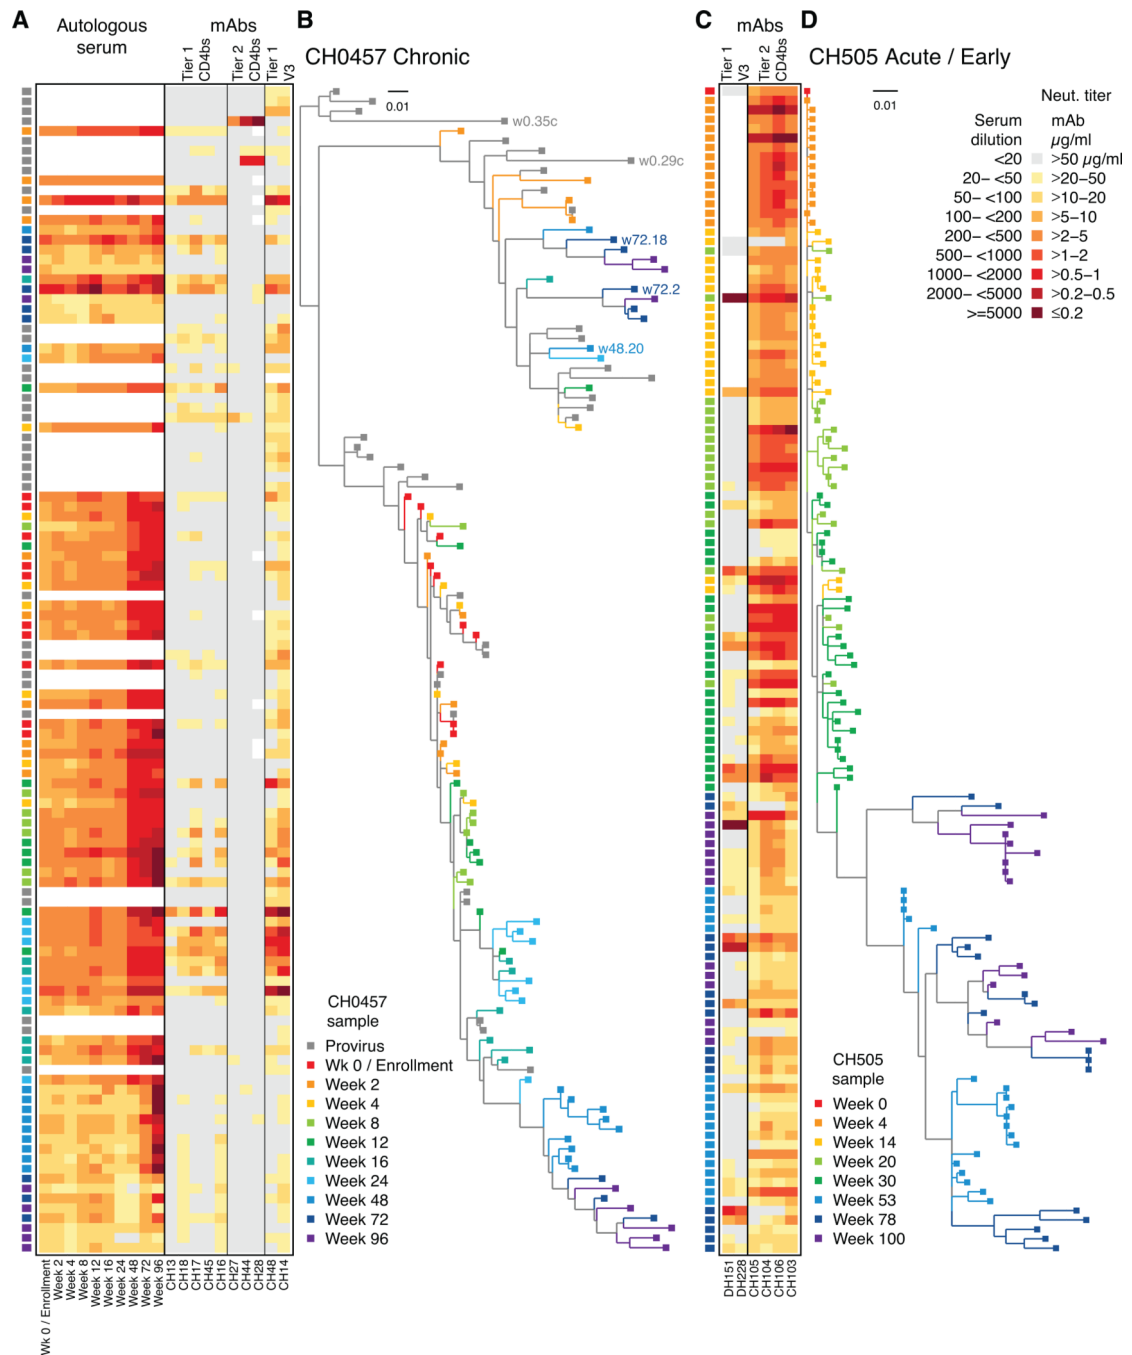 A
Autologous
serum
mAbs
Tier 1
CD4bs
Tier 2
CD4bs
Tier 1
V3
B
CH0457 Chronic
0.01
w0.35c
w0.29c
w72.18
w72.2
w48.20
CH0457
sample
Provirus
Wk 0 / Enrollment
Week 2
Week 4
Week 8
Week 12
Week 16
Week 24
Week 48
Week 72
Week 96
Wk 0 / Enrollment
Week 2
Week 4
Week 8
Week 12
Week 16
Week 24
Week 48
Week 72
Week 96
CH13
CH18
CH17
CH45
CH16
CH27
CH44
CH28
CH48
CH14
C
mAbs
Tier 1
V3
Tier 2
CD4bs
DH151
DH228
CH105
CH104
CH106
CH103
D
CH505 Acute / Early
0.01
Neut. titer
Serum mAb
dilution µg/ml
<20 >50 µg/ml
20– <50 >20–50
50– <100 >10–20
100– <200 >5–10
200– <500 >2–5
500– <1000 >1–2
1000– <2000 >0.5–1
2000– <5000 >0.2–0.5
>=5000 ≤0.2
CH505
sample
Week 0
Week 4
Week 14
Week 20
Week 30
Week 53
Week 78
Week 100